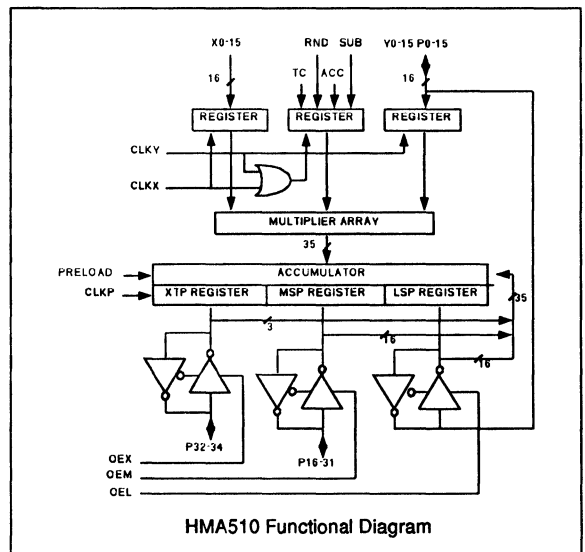 X0-15 RND SUB Y0-15 P0-15
16 TC ACC 16
REGISTER REGISTER REGISTER
CLKY
CLKX
MULTIPLIER ARRAY
35
PRELOAD ACCUMULATOR
CLKP XTP REGISTER MSP REGISTER LSP REGISTER 35
3
16
16
P32-34
P16-31
OEX
OEM
OEL
HMA510 Functional Diagram